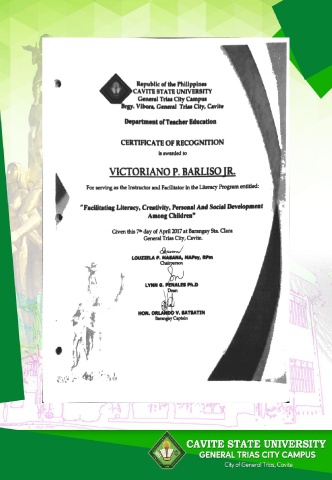 Republic of the Philippines
CAVITE STATE UNIVERSITY
General Trias City Campus
Brgy. Vibora, General Trias City, Cavite
Department of Teacher Education
CERTIFICATE OF RECOGNITION
is awarded to
VICTORIANO P. BARLISO JR.
For serving as the Instructor and Facilitator in the Literacy Program entitled:
"Facilitating Literacy, Creativity, Personal And Social Development
Among Children"
Given this 7th day of April 2017 at Barangay Sta. Clara
General Trias City, Cavite.
LOUZIELA P. MASANA, MAPsy, RPm
Chairperson
LYNN G. PENALES Ph.D
Dean
HON. ORLANDO V. SATSATIN
Barangay Captain
CAVITE STATE UNIVERSITY
GENERAL TRIAS CITY CAMPUS
City of General Trias, Cavite